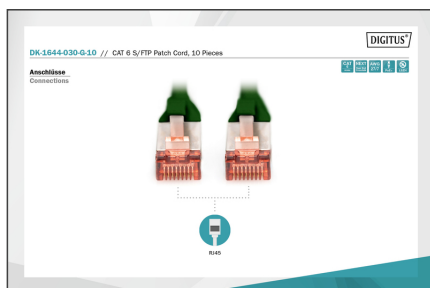 DIGITUS®
DK-1644-030-G-10 // CAT 6 S/FTP Patch Cord, 10 Pieces
Anschlüsse
Connections
RJ45